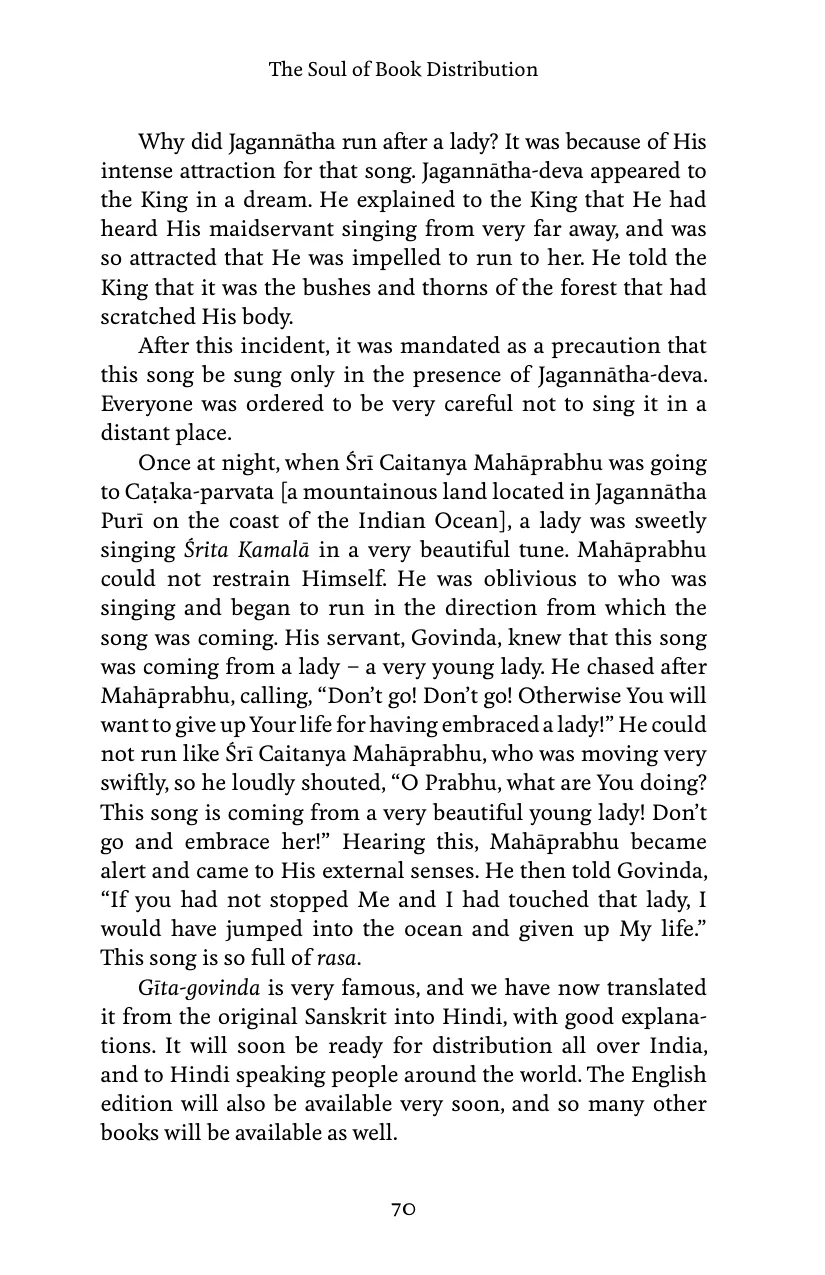 The Soul of Book Distribution
Why did Jagannātha run after a lady? It was because of His
intense attraction for that song. Jagannātha-deva appeared to
the King in a dream. He explained to the King that He had
heard His maidservant singing from very far away, and was
so attracted that He was impelled to run to her. He told the
King that it was the bushes and thorns of the forest that had
scratched His body.
After this incident, it was mandated as a precaution that
this song be sung only in the presence of Jagannātha-deva.
Everyone was ordered to be very careful not to sing it in a
distant place.
Once at night, when Śrī Caitanya Mahāprabhu was going
to Caṭaka-parvata [a mountainous land located in Jagannātha
Purī on the coast of the Indian Ocean], a lady was sweetly
singing Śrita Kamalā in a very beautiful tune. Mahāprabhu
could not restrain Himself. He was oblivious to who was
singing and began to run in the direction from which the
song was coming. His servant, Govinda, knew that this song
was coming from a lady – a very young lady. He chased after
Mahāprabhu, calling, “Don’t go! Don’t go! Otherwise You will
want to give up Your life for having embraced a lady!” He could
not run like Śrī Caitanya Mahāprabhu, who was moving very
swiftly, so he loudly shouted, “O Prabhu, what are You doing?
This song is coming from a very beautiful young lady! Don’t
go and embrace her!” Hearing this, Mahāprabhu became
alert and came to His external senses. He then told Govinda,
“If you had not stopped Me and I had touched that lady, I
would have jumped into the ocean and given up My life.”
This song is so full of rasa.
Gīta-govinda is very famous, and we have now translated
it from the original Sanskrit into Hindi, with good explana-
tions. It will soon be ready for distribution all over India,
and to Hindi speaking people around the world. The English
edition will also be available very soon, and so many other
books will be available as well.
70